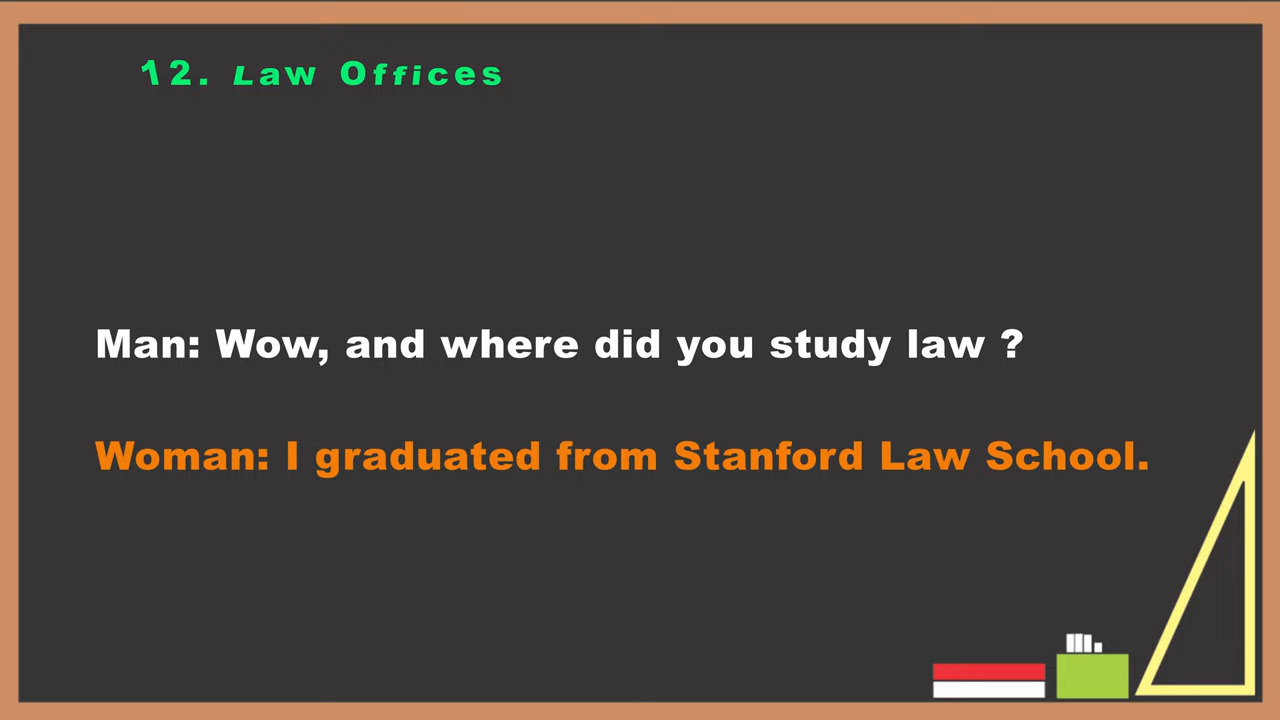 12. Law Offices
Man: Wow, and where did you study law ?
Woman: I graduated from Stanford Law School.